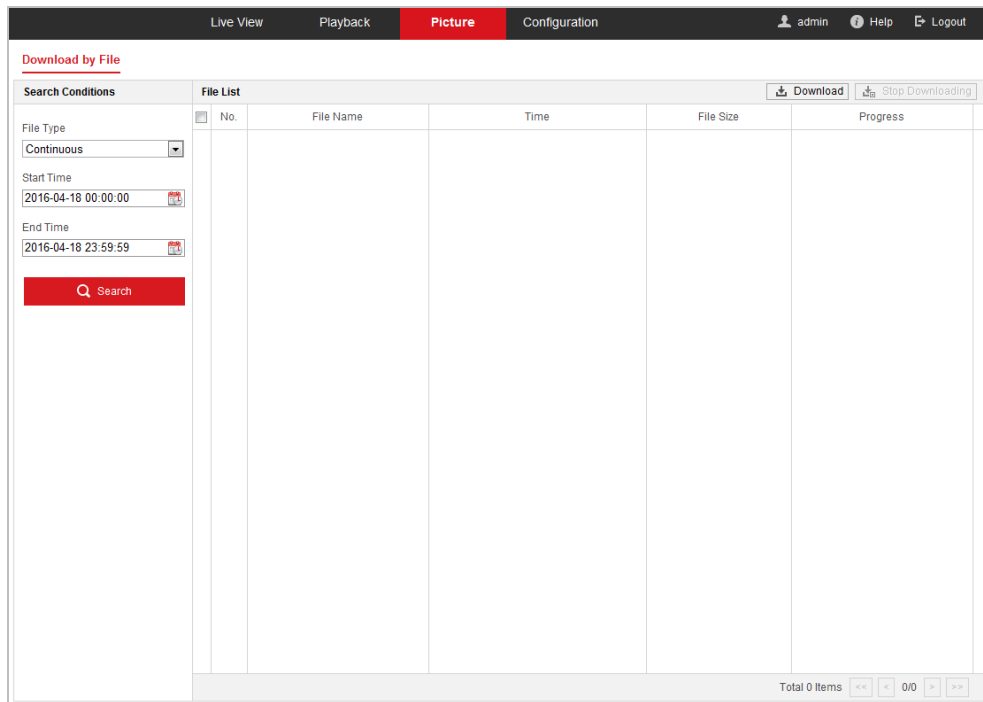 Live View Playback Picture Configuration admin Help Logout
Download by File
Search Conditions
File Type
Continuous
Start Time
2016-04-18 00:00:00
End Time
2016-04-18 23:59:59
Search
File List Download Stop Downloading
No. File Name Time File Size Progress
Total 0 Items << < 0/0 > >>